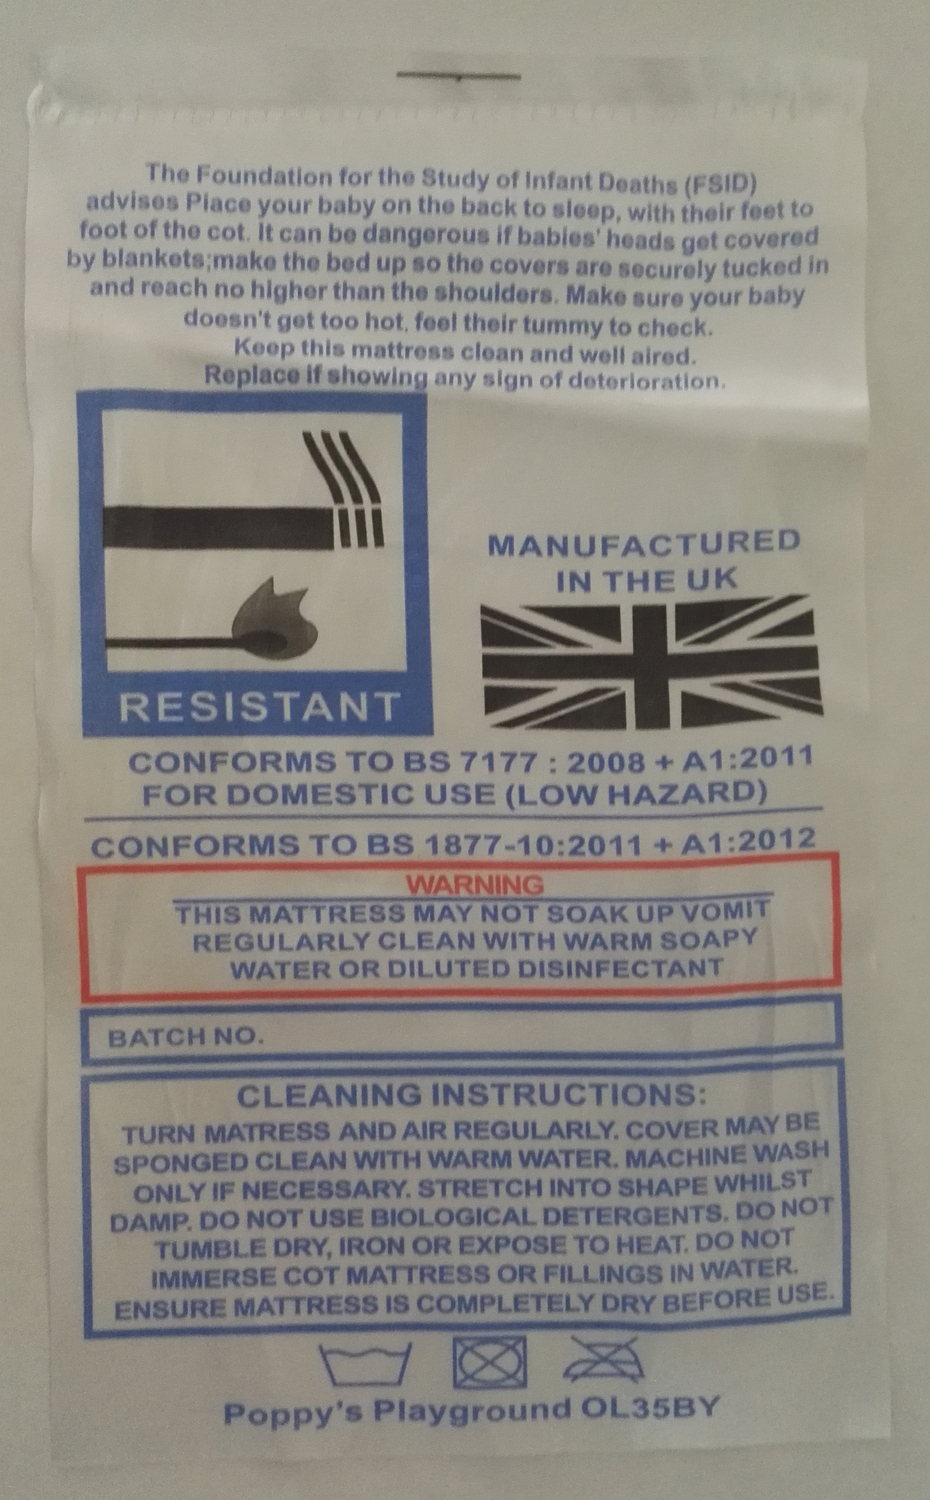 The Foundation for the Study of Infant Deaths (FSID)
advises Place your baby on the back to sleep, with their feet to
foot of the cot. It can be dangerous if babies' heads get covered
by blankets;make the bed up so the covers are securely tucked in
and reach no higher than the shoulders. Make sure your baby
doesn't get too hot, feel their tummy to check.
Keep this mattress clean and well aired.
Replace if showing any sign of deterioration.
RESISTANT
MANUFACTURED
IN THE UK
CONFORMS TO BS 7177 : 2008 + A1:2011
FOR DOMESTIC USE (LOW HAZARD)
CONFORMS TO BS 1877-10:2011 + A1:2012
WARNING
THIS MATTRESS MAY NOT SOAK UP VOMIT
REGULARLY CLEAN WITH WARM SOAPY
WATER OR DILUTED DISINFECTANT
BATCH NO.
CLEANING INSTRUCTIONS:
TURN MATRESS AND AIR REGULARLY. COVER MAY BE
SPONGED CLEAN WITH WARM WATER. MACHINE WASH
ONLY IF NECESSARY. STRETCH INTO SHAPE WHILST
DAMP. DO NOT USE BIOLOGICAL DETERGENTS. DO NOT
TUMBLE DRY, IRON OR EXPOSE TO HEAT. DO NOT
IMMERSE COT MATTRESS OR FILLINGS IN WATER.
ENSURE MATTRESS IS COMPLETELY DRY BEFORE USE.
Poppy's Playground OL35BY